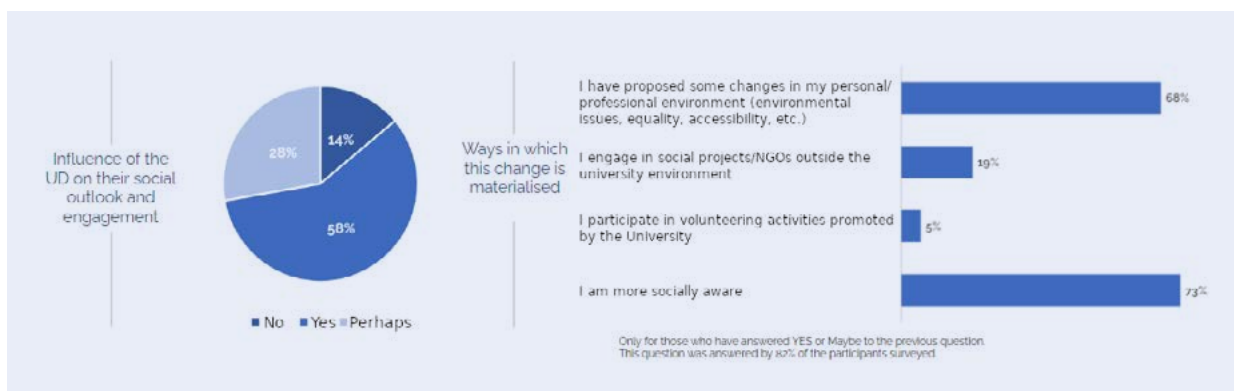 Influence of the
UD on their social
outlook and
engagement
14%
28%
58%
No Yes Perhaps
Ways in which
this change is
materialised
I have proposed some changes in my personal/
professional environment (environmental
issues, equality, accessibility, etc.)
68%
I engage in social projects/NGOs outside the
university environment
19%
I participate in volunteering activities promoted
by the University
5%
I am more socially aware
73%
Only for those who have answered YES or Maybe to the previous question.
This question was answered by 82% of the participants surveyed